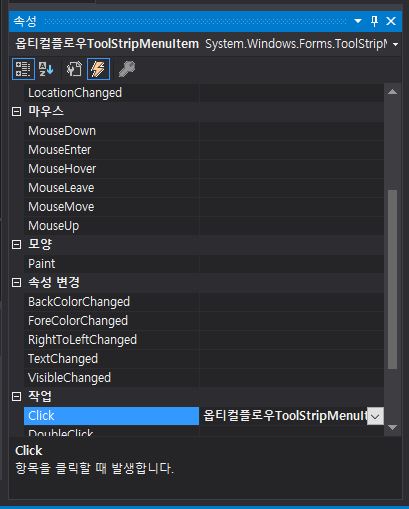 속성
옵티컬플로우ToolStripMenuItem System.Windows.Forms.ToolStripM
LocationChanged
마우스
MouseDown
MouseEnter
MouseHover
MouseLeave
MouseMove
MouseUp
모양
Paint
속성 변경
BackColorChanged
ForeColorChanged
RightToLeftChanged
TextChanged
VisibleChanged
작업
Click 옵티컬플로우ToolStripMenuIt
DoubleClick
Click
항목을 클릭할 때 발생합니다.